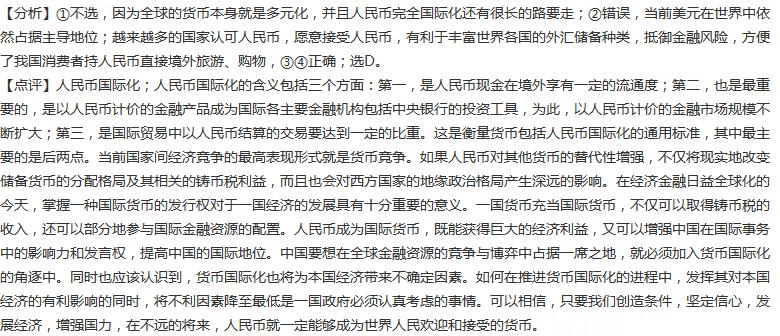 【分析】①不选，因为全球的货币本身就是多元化，并且人民币完全国际化还有很长的路要走；②错误，当前美元在世界中依
然占据主导地位；越来越多的国家认可人民币，愿意接受人民币，有利于丰富世界各国的外汇储备种类，抵御金融风险，方便
了我国消费者持人民币直接境外旅游、购物，③④正确；选D。
【点评】人民币国际化；人民币国际化的含义包括三个方面：第一，是人民币现金在境外享有一定的流通度；第二，也是最重
要的，是以人民币计价的金融产品成为国际各主要金融机构包括中央银行的投资工具，为此，以人民币计价的金融市场规模不
断扩大；第三，是国际贸易中以人民币结算的交易要达到一定的比重。这是衡量货币包括人民币国际化的通用标准，其中最主
要的是后两点。当前国家间经济竞争的最高表现形式就是货币竞争。如果人民币对其他货币的替代性增强，不仅将现实地改变
储备货币的分配格局及其相关的铸币税利益，而且也会对西方国家的地缘政治格局产生深远的影响。在经济金融日益全球化的
今天，掌握一种国际货币的发行权对于一国经济的发展具有十分重要的意义。一国货币充当国际货币，不仅可以取得铸币税的
收入，还可以部分地参与国际金融资源的配置。人民币成为国际货币，既能获得巨大的经济利益，又可以增强中国在国际事务
中的影响力和发言权，提高中国的国际地位。中国要想在全球金融资源的竞争与博弈中占据一席之地，就必须加入货币国际化
的角逐中。同时也应该认识到，货币国际化也将为本国经济带来不确定因素。如何在推进货币国际化的进程中，发挥其对本国
经济的有利影响的同时，将不利因素降至最低是一国政府必须认真考虑的事情。可以相信，只要我们创造条件，坚定信心，发
展经济，增强国力，在不远的将来，人民币就一定能够成为世界人民欢迎和接受的货币。